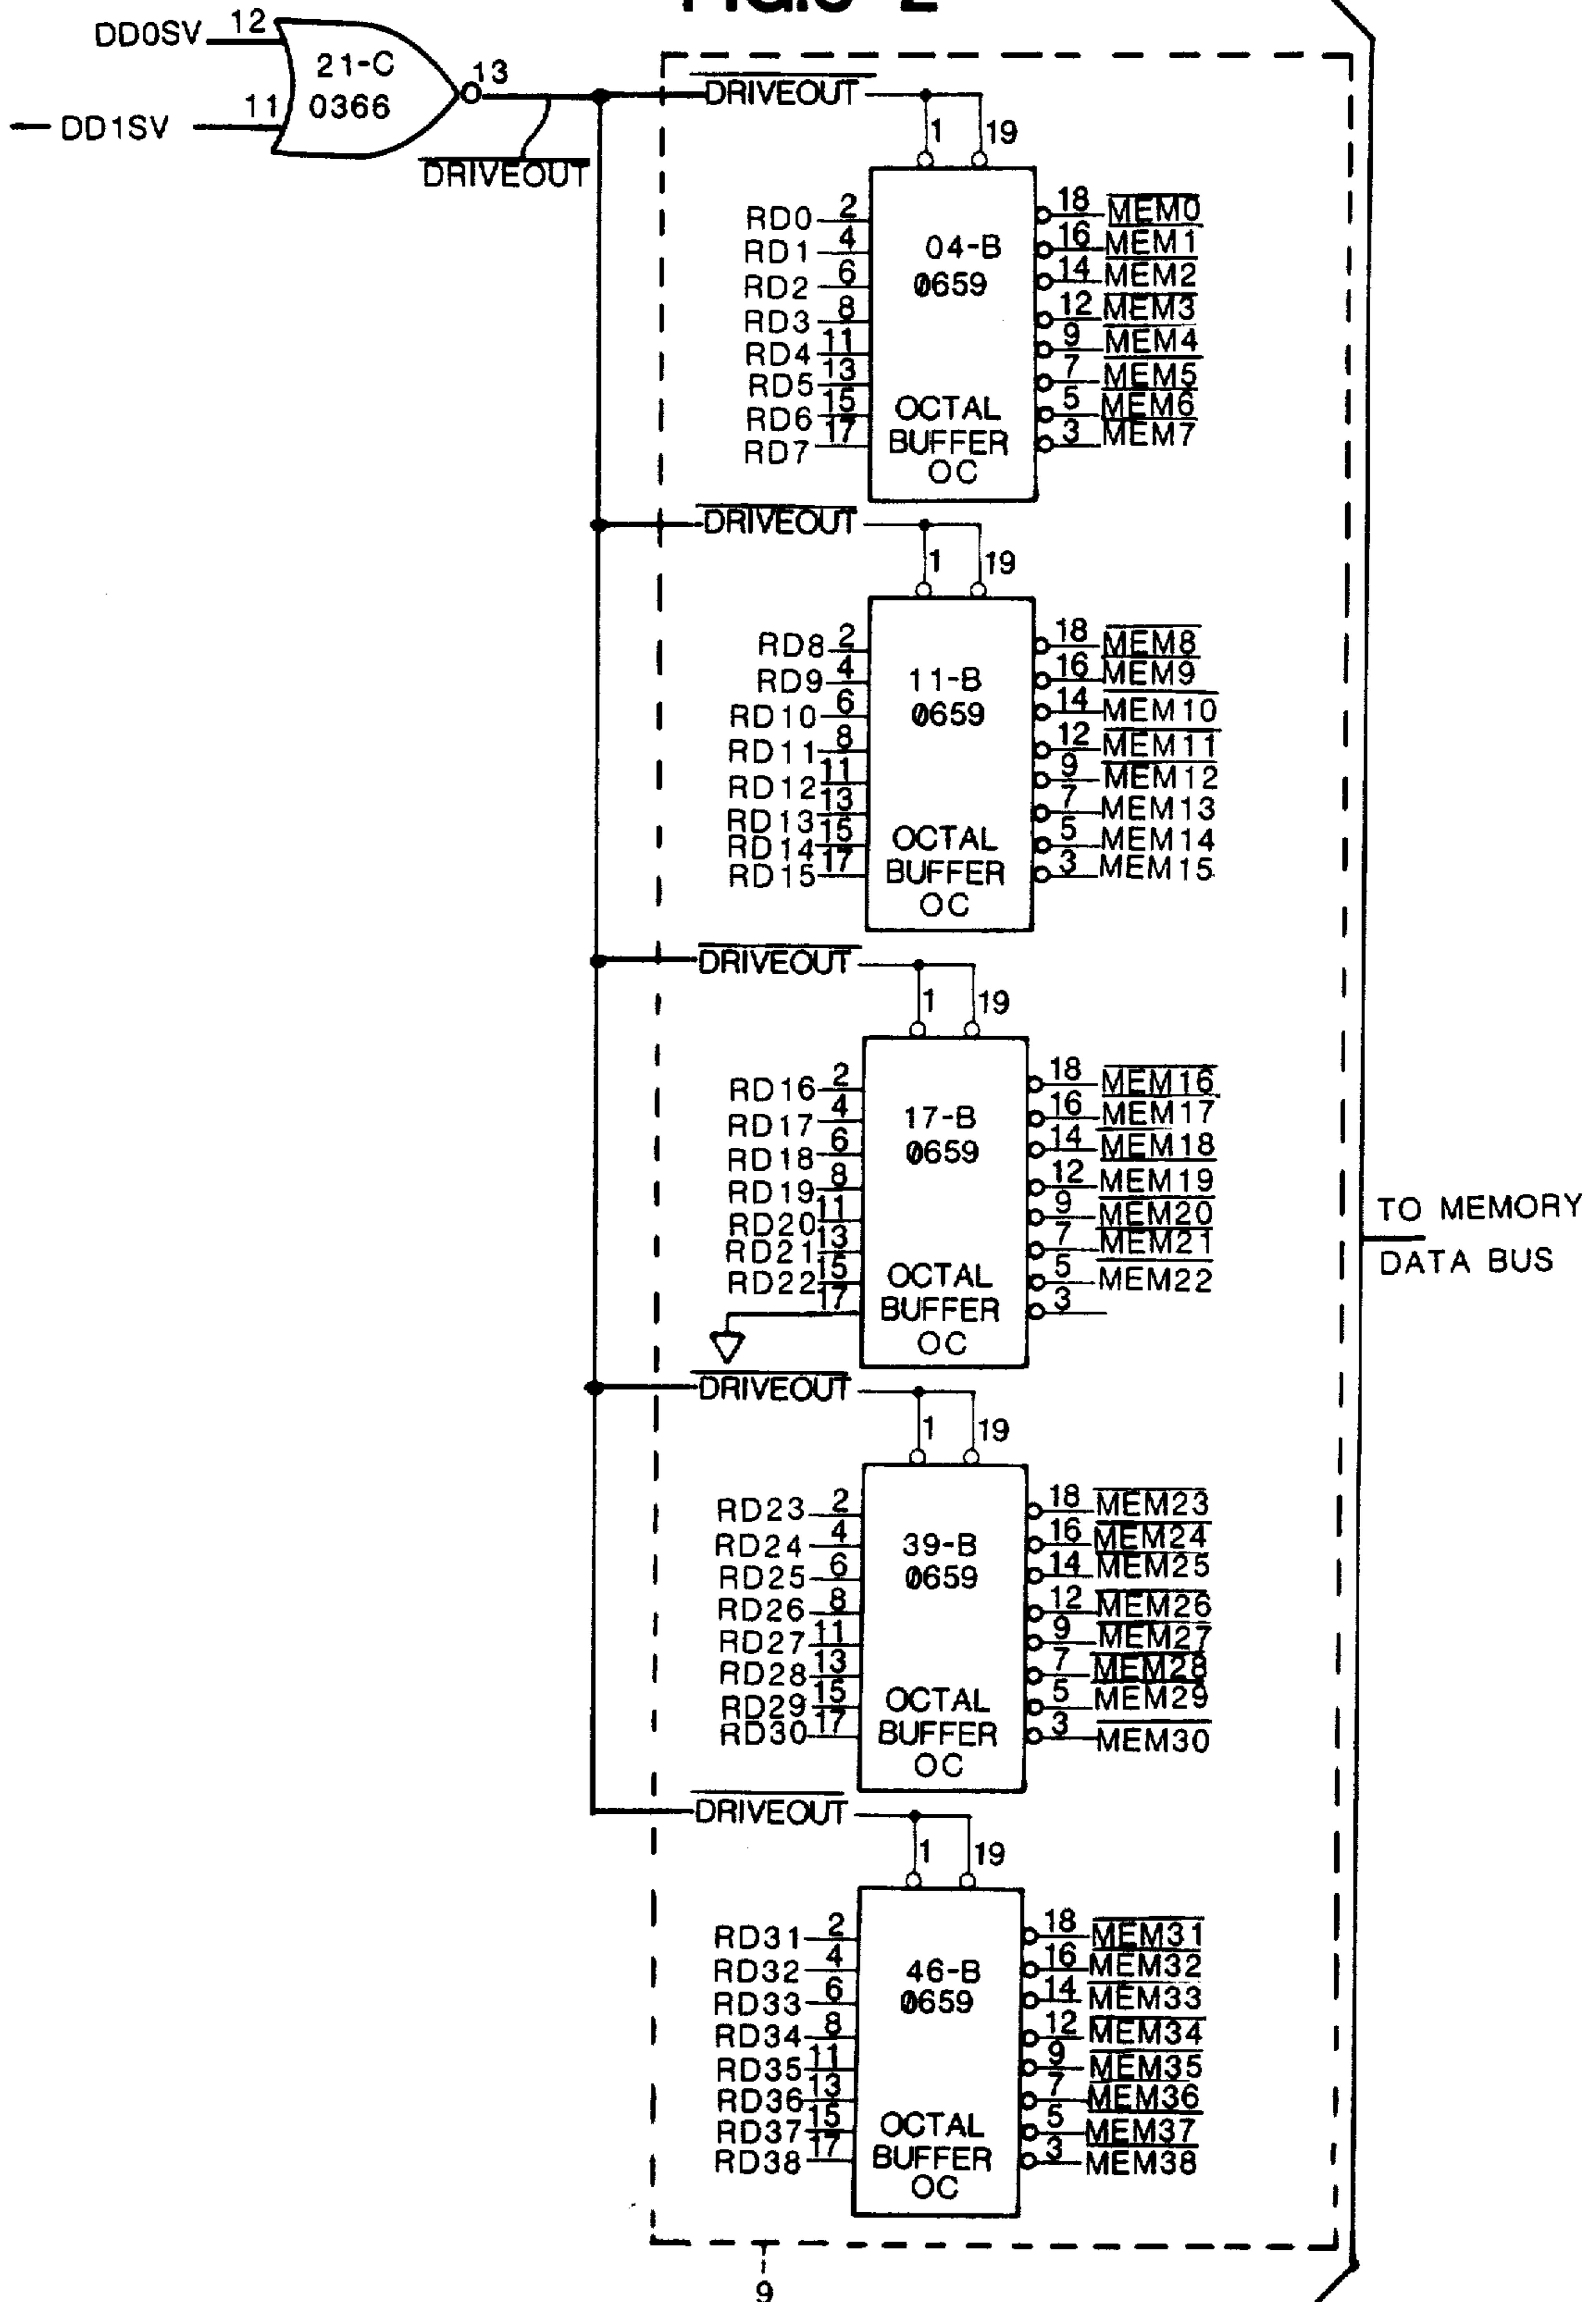 DD0SV 12
21-C
0366
13
DD1SV 11
DRIVEOUT
DRIVEOUT
1 19
RD0 2 18 MEM0
RD1 4 16 MEM1
RD2 6 14 MEM2
RD3 8 12 MEM3
RD4 11 9 MEM4
RD5 13 7 MEM5
RD6 15 5 MEM6
RD7 17 3 MEM7
04-B
0659
OCTAL
BUFFER
OC
DRIVEOUT
1 19
RD8 2 18 MEM8
RD9 4 16 MEM9
RD10 6 14 MEM10
RD11 8 12 MEM11
RD12 11 9 MEM12
RD13 13 7 MEM13
RD14 15 5 MEM14
RD15 17 3 MEM15
11-B
0659
OCTAL
BUFFER
OC
DRIVEOUT
1 19
RD16 2 18 MEM16
RD17 4 16 MEM17
RD18 6 14 MEM18
RD19 8 12 MEM19
RD20 11 9 MEM20
RD21 13 7 MEM21
RD22 15 5 MEM22
17 3
17-B
0659
OCTAL
BUFFER
OC
DRIVEOUT
1 19
RD23 2 18 MEM23
RD24 4 16 MEM24
RD25 6 14 MEM25
RD26 8 12 MEM26
RD27 11 9 MEM27
RD28 13 7 MEM28
RD29 15 5 MEM29
RD30 17 3 MEM30
39-B
0659
OCTAL
BUFFER
OC
DRIVEOUT
1 19
RD31 2 18 MEM31
RD32 4 16 MEM32
RD33 6 14 MEM33
RD34 8 12 MEM34
RD35 11 9 MEM35
RD36 13 7 MEM36
RD37 15 5 MEM37
RD38 17 3 MEM38
46-B
0659
OCTAL
BUFFER
OC
TO MEMORY
DATA BUS
9